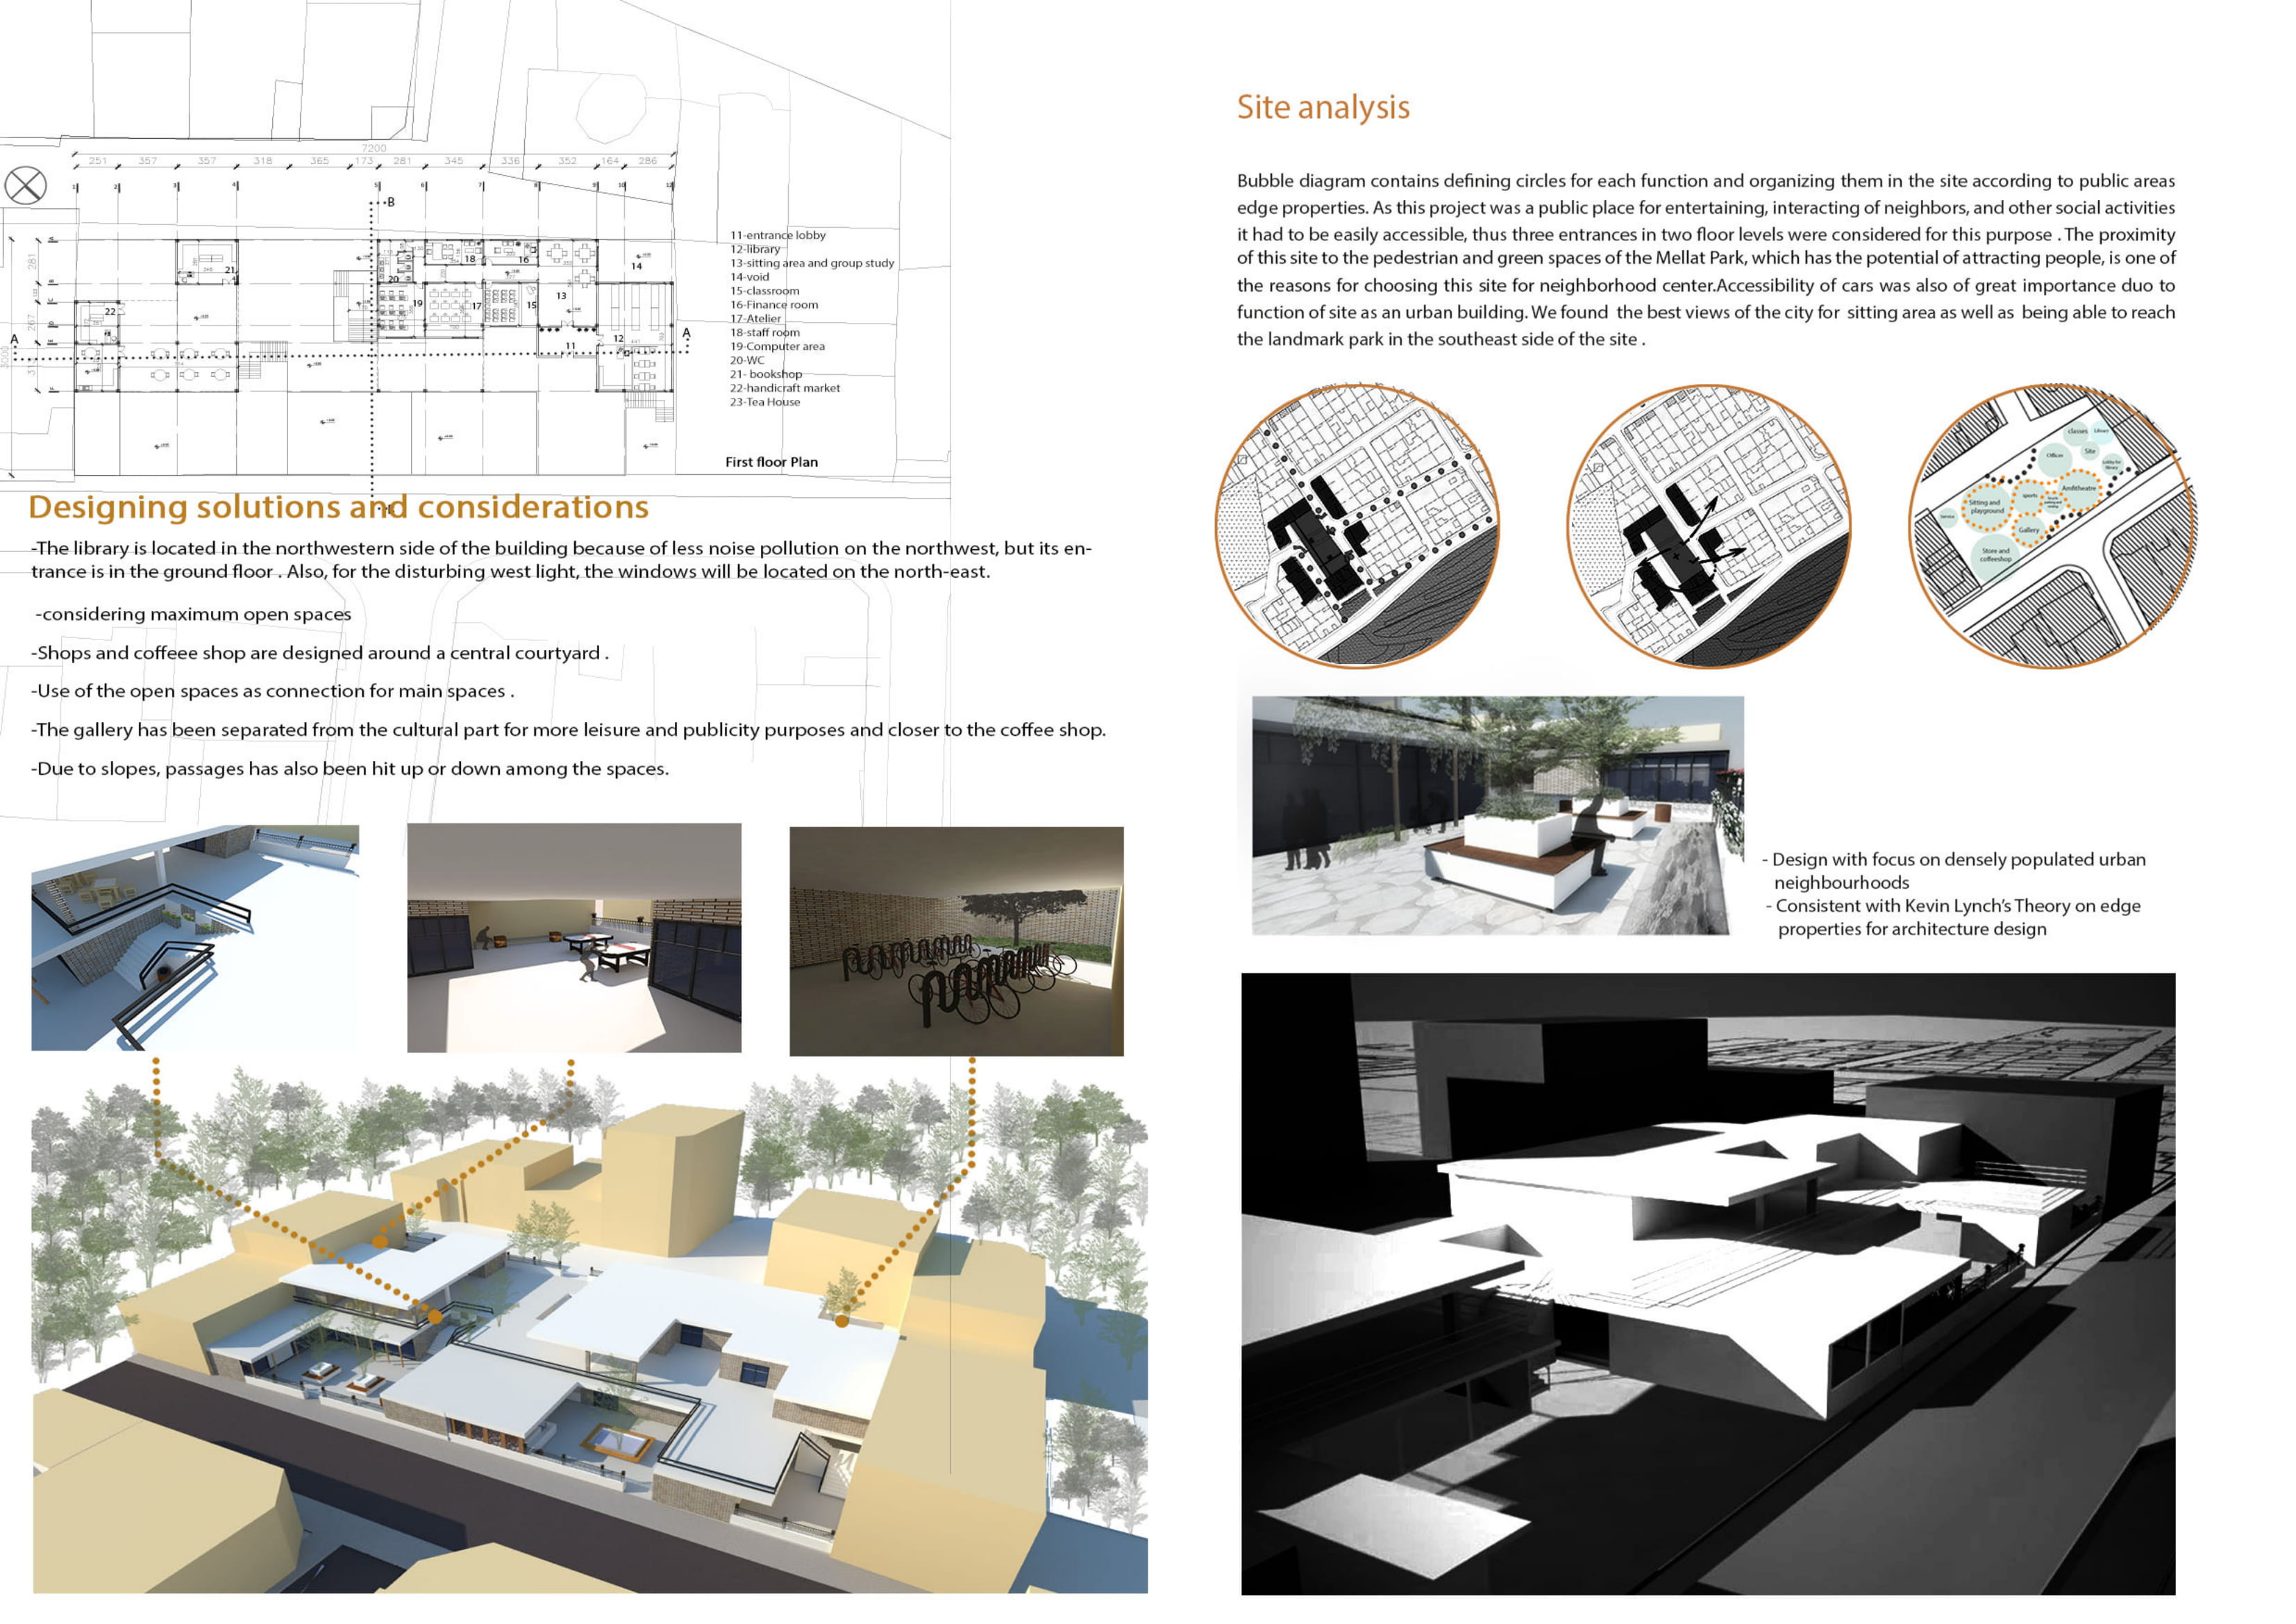 7200
251 357 357 318 365 173 281 345 336 352 164 286
B
281
A
A
11
12
13
14
15
16
17
18
19
20
21
22
11-entrance lobby
12-library
13-sitting area and group study
14-void
15-classroom
16-Finance room
17-Atelier
18-staff room
19-Computer area
20-WC
21- bookshop
22-handicraft market
23-Tea House
First floor Plan
Designing solutions and considerations
-The library is located in the northwestern side of the building because of less noise pollution on the northwest, but its en-
trance is in the ground floor . Also, for the disturbing west light, the windows will be located on the north-east.
-considering maximum open spaces
-Shops and coffeee shop are designed around a central courtyard .
-Use of the open spaces as connection for main spaces .
-The gallery has been separated from the cultural part for more leisure and publicity purposes and closer to the coffee shop.
-Due to slopes, passages has also been hit up or down among the spaces.
Site analysis
Bubble diagram contains defining circles for each function and organizing them in the site according to public areas
edge properties. As this project was a public place for entertaining, interacting of neighbors, and other social activities
it had to be easily accessible, thus three entrances in two floor levels were considered for this purpose . The proximity
of this site to the pedestrian and green spaces of the Mellat Park, which has the potential of attracting people, is one of
the reasons for choosing this site for neighborhood center.Accessibility of cars was also of great importance duo to
function of site as an urban building. We found the best views of the city for sitting area as well as being able to reach
the landmark park in the southeast side of the site .
classes
Library
Site
Offices
Lobby for
library
Amfitheatre
sports
Sitting and
playground
Gallery
Store and
coffeeshop
- Design with focus on densely populated urban
neighbourhoods
- Consistent with Kevin Lynch's Theory on edge
properties for architecture design